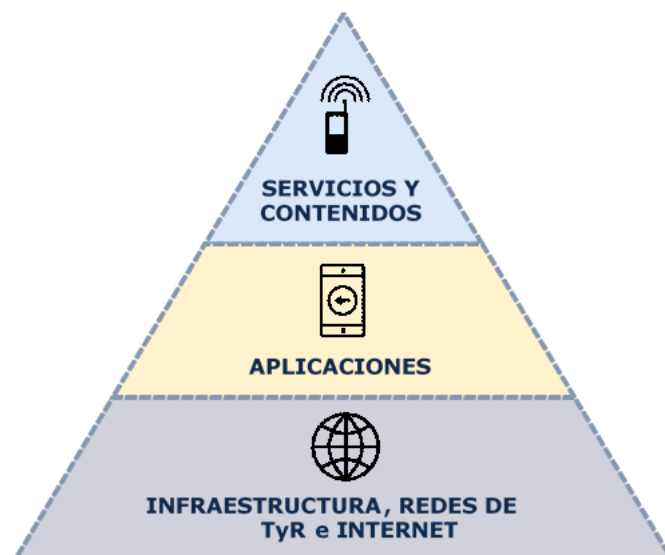 SERVICIOS Y
CONTENIDOS
APLICACIONES
INFRAESTRUCTURA, REDES DE
TyR e INTERNET